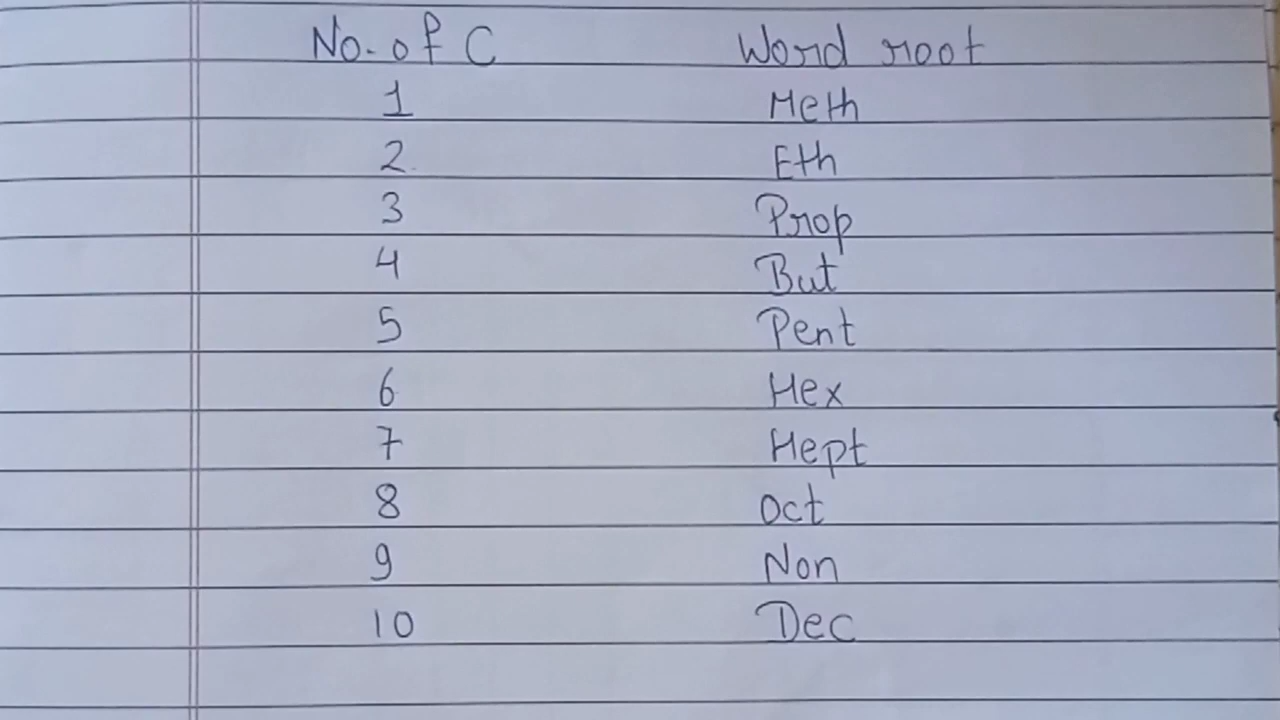 No. of C Word root
1 Meth
2. Eth
3 Prop
4 But
5 Pent
6 Hex
7 Hept
8 Oct
9 Non
10 Dec